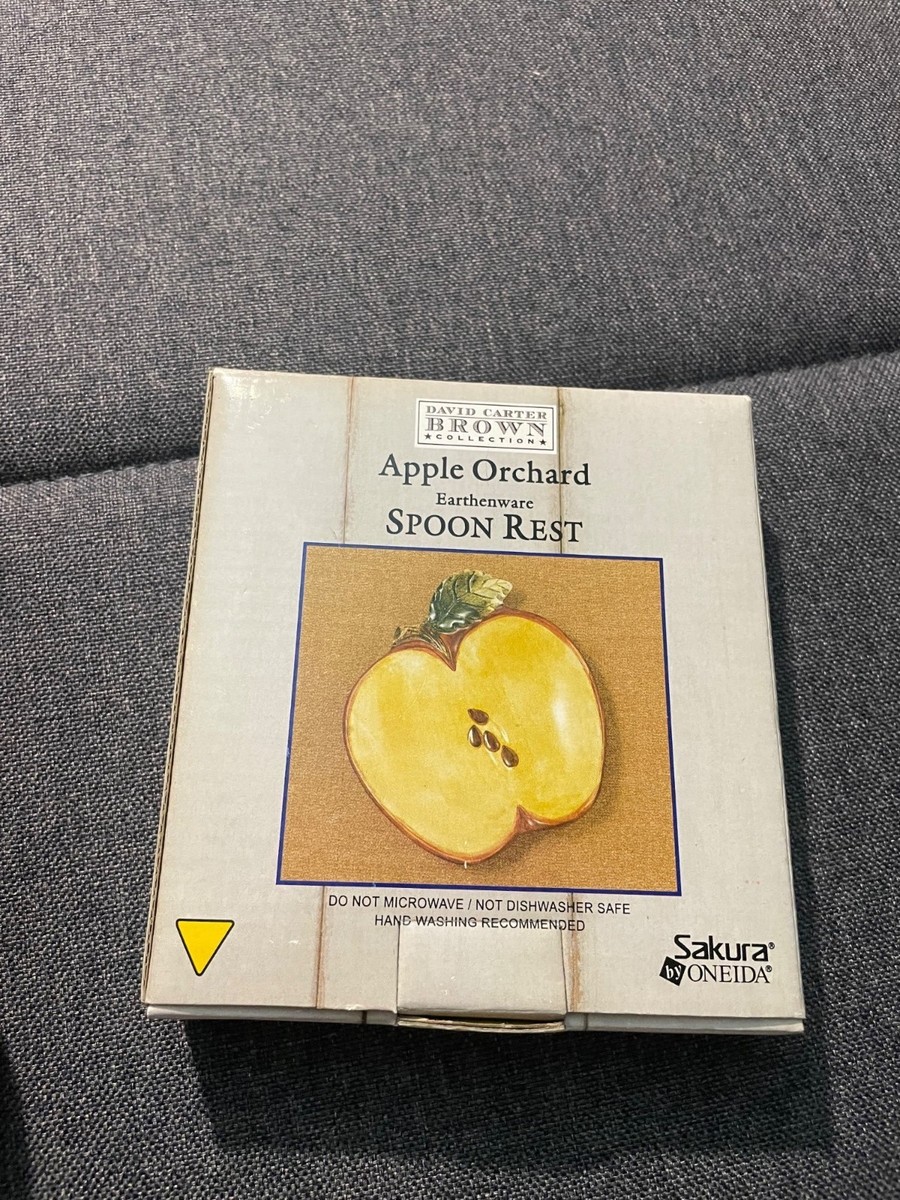 DAVID CARTER
BROWN
★COLLECTION★
Apple Orchard
Earthenware
SPOON REST
DO NOT MICROWAVE / NOT DISHWASHER SAFE
HAND WASHING RECOMMENDED
Sakura®
by ONEIDA®